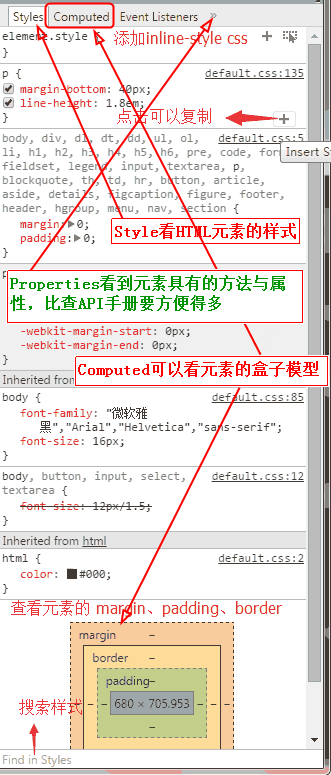 Styles Computed Event Listeners »
element.style {
添加inline-style css
}
p {
default.css:135
margin-bottom: 40px;
line-height: 1.8em;
}
点击可以复制
body, div, dl, dt, dd, ul, ol,
default.css:5
li, h1, h2, h3, h4, h5, h6, pre, code, form,
Insert St
fieldset, legend, input, textarea, p,
blockquote, th, td, hr, button, article,
aside, details, figcaption, figure, footer,
header, hgroup, menu, nav, section {
margin:▶0;
padding:▶0;
}
Style看HTML元素的样式
p
Properties看到元素具有的方法与属
性，比查API手册要方便得多
-webkit-margin-start: 0px;
-webkit-margin-end: 0px;
}
Computed可以看元素的盒子模型
Inherited from
body {
default.css:85
font-family: "微软雅
黑","Arial","Helvetica","sans-serif";
font-size: 16px;
}
body, button, input, select,
default.css:12
textarea {
font-size: 12px/1.5;
}
Inherited from html
html {
default.css:2
color: #000;
}
查看元素的 margin、padding、border
margin –
border –
padding–
– – – 680 × 705.953 – – –
–
–
搜索样式
Find in Styles